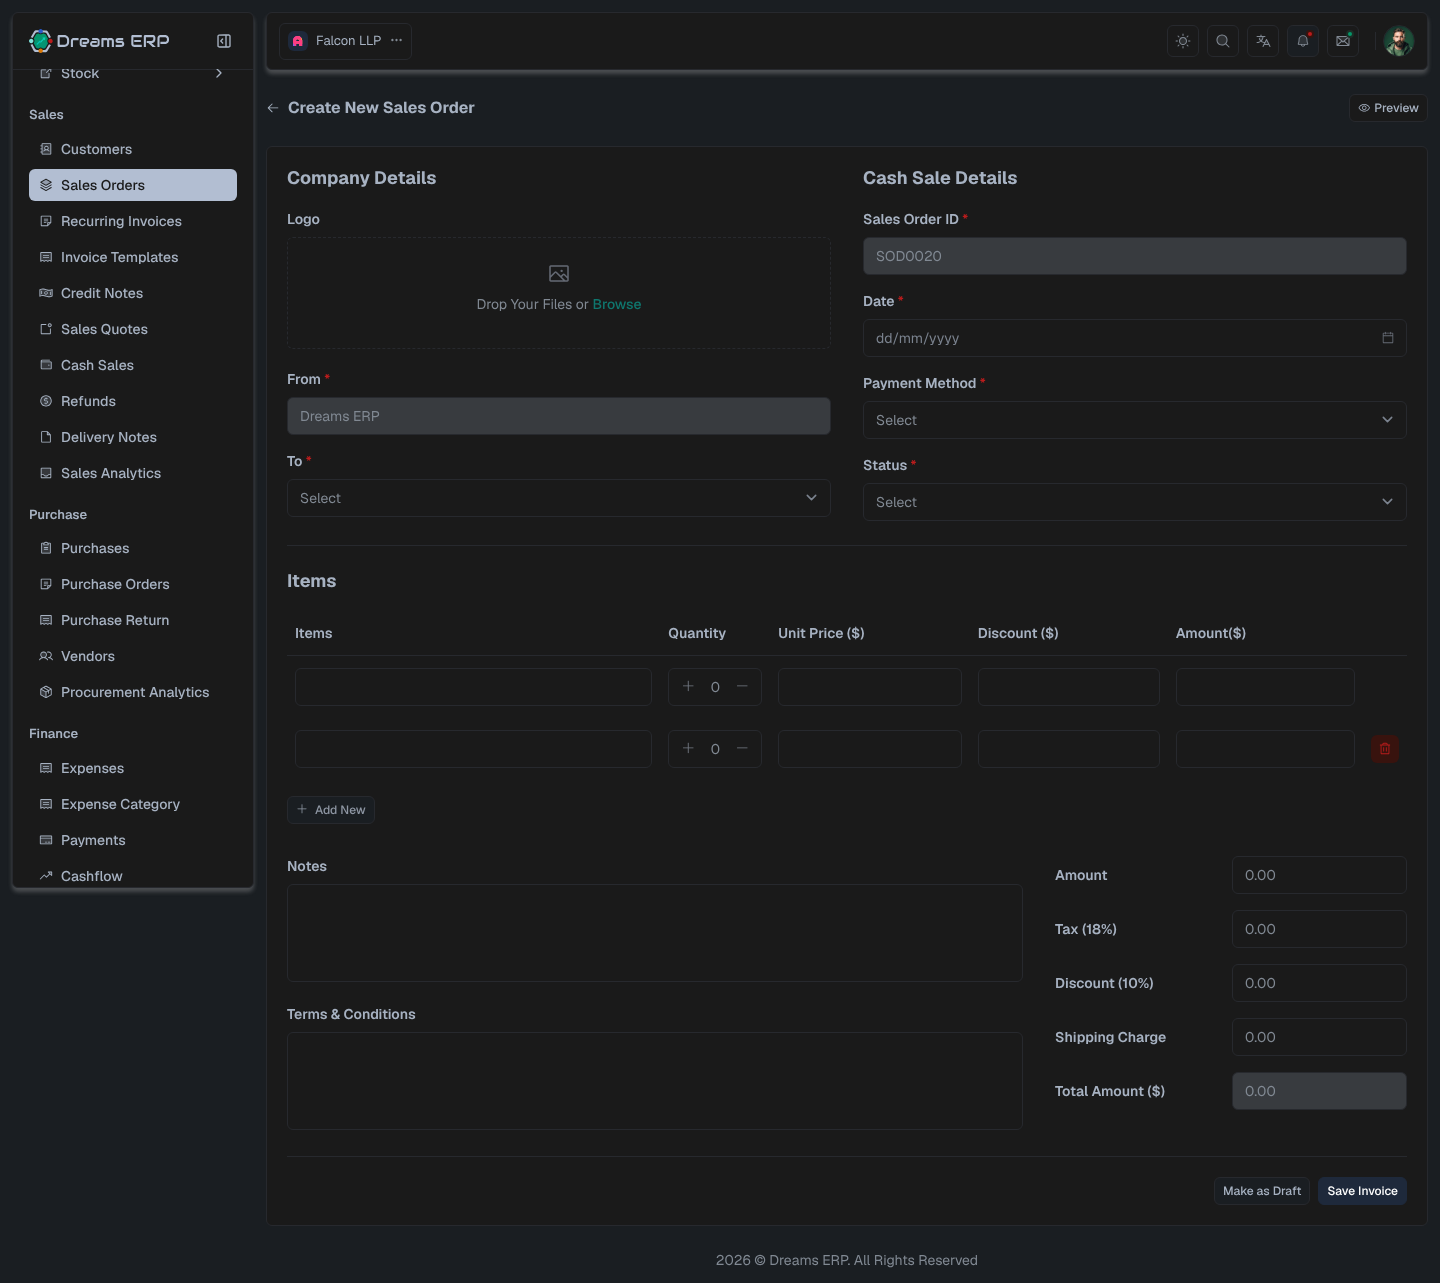 Dreams ERP
Stock
Sales
Customers
Sales Orders
Recurring Invoices
Invoice Templates
Credit Notes
Sales Quotes
Cash Sales
Refunds
Delivery Notes
Sales Analytics
Purchase
Purchases
Purchase Orders
Purchase Return
Vendors
Procurement Analytics
Finance
Expenses
Expense Category
Payments
Cashflow
Falcon LLP
Create New Sales Order
Preview
Company Details
Logo
Drop Your Files or Browse
From *
Dreams ERP
To *
Select
Cash Sale Details
Sales Order ID *
SOD0020
Date *
dd/mm/yyyy
Payment Method *
Select
Status *
Select
Items
Items Quantity Unit Price ($) Discount ($) Amount($)
+ 0 −
+ 0 −
+ Add New
Notes
Terms & Conditions
Amount 0.00
Tax (18%) 0.00
Discount (10%) 0.00
Shipping Charge 0.00
Total Amount ($) 0.00
Make as Draft Save Invoice
2026 © Dreams ERP. All Rights Reserved